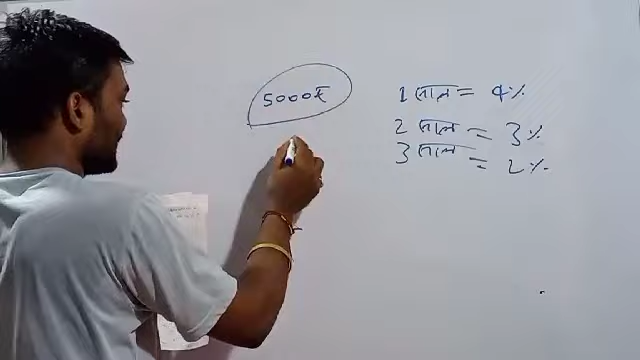 5000₹
1 साल = 4%
2 साल = 3%
3 साल = 2%